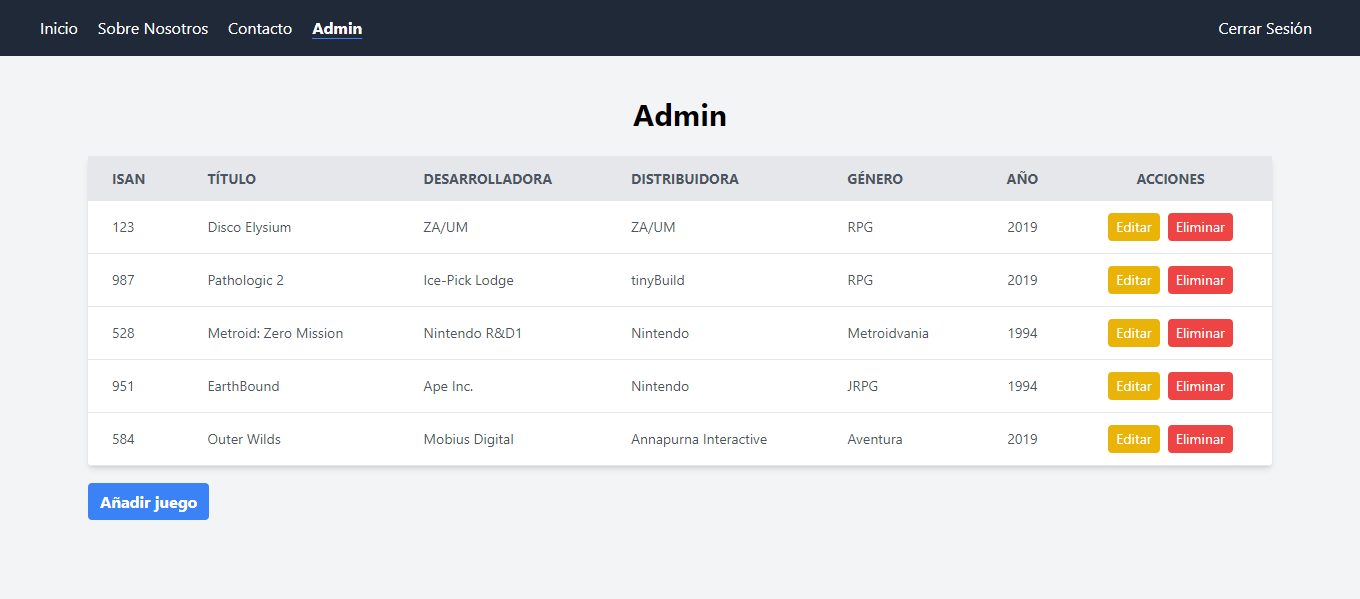 Inicio Sobre Nosotros Contacto Admin Cerrar Sesión
Admin
ISAN TÍTULO DESARROLLADORA DISTRIBUIDORA GÉNERO AÑO ACCIONES
123 Disco Elysium ZA/UM ZA/UM RPG 2019 Editar Eliminar
987 Pathologic 2 Ice-Pick Lodge tinyBuild RPG 2019 Editar Eliminar
528 Metroid: Zero Mission Nintendo R&D1 Nintendo Metroidvania 1994 Editar Eliminar
951 EarthBound Ape Inc. Nintendo JRPG 1994 Editar Eliminar
584 Outer Wilds Mobius Digital Annapurna Interactive Aventura 2019 Editar Eliminar
Añadir juego